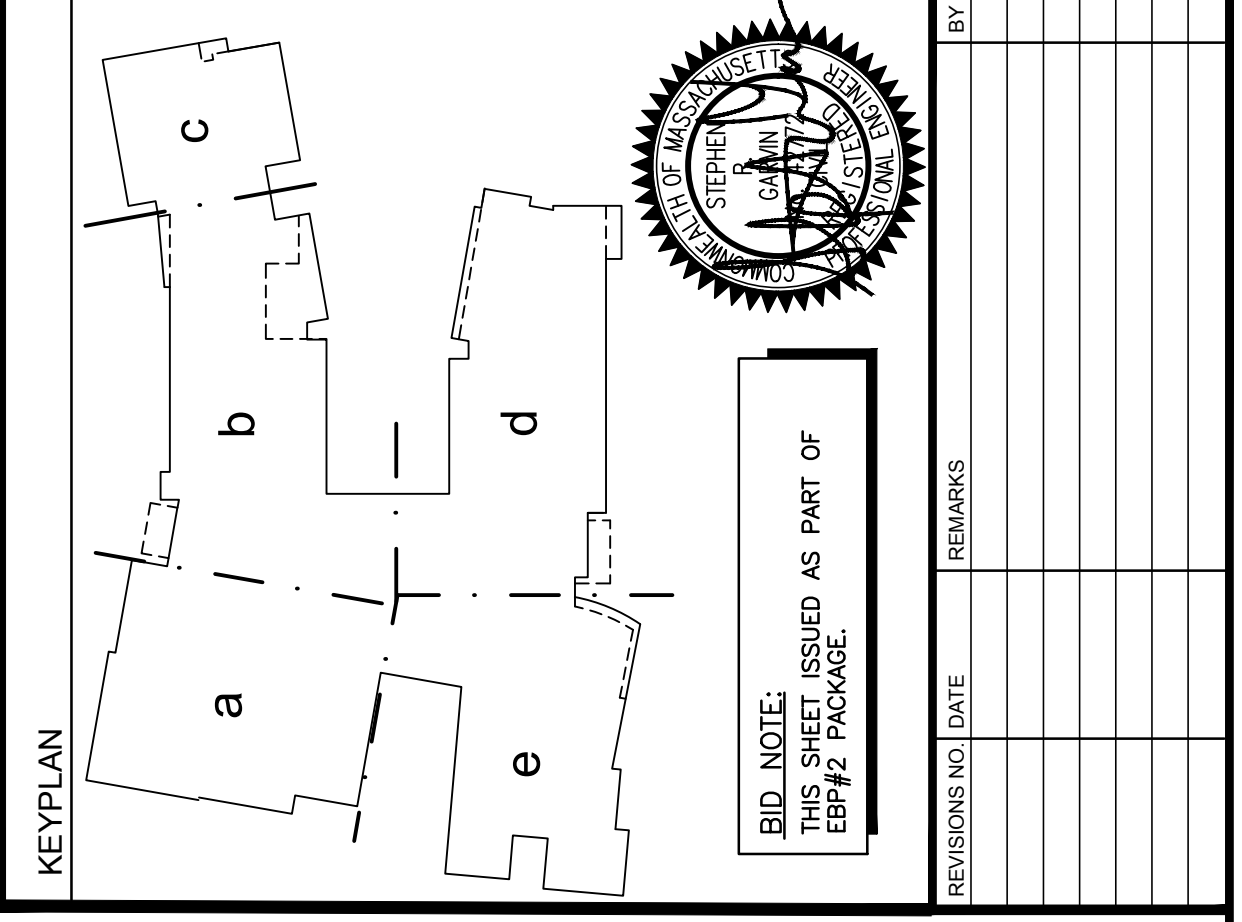 KEYPLAN
a
b
c
d
e
COMMONWEALTH OF MASSACHUSETTS
STEPHEN
R.
GARVIN
CIVIL
REGISTERED
PROFESSIONAL ENGINEER
BID NOTE:
THIS SHEET ISSUED AS PART OF
EBP#2 PACKAGE.
REVISIONS NO. DATE REMARKS BY